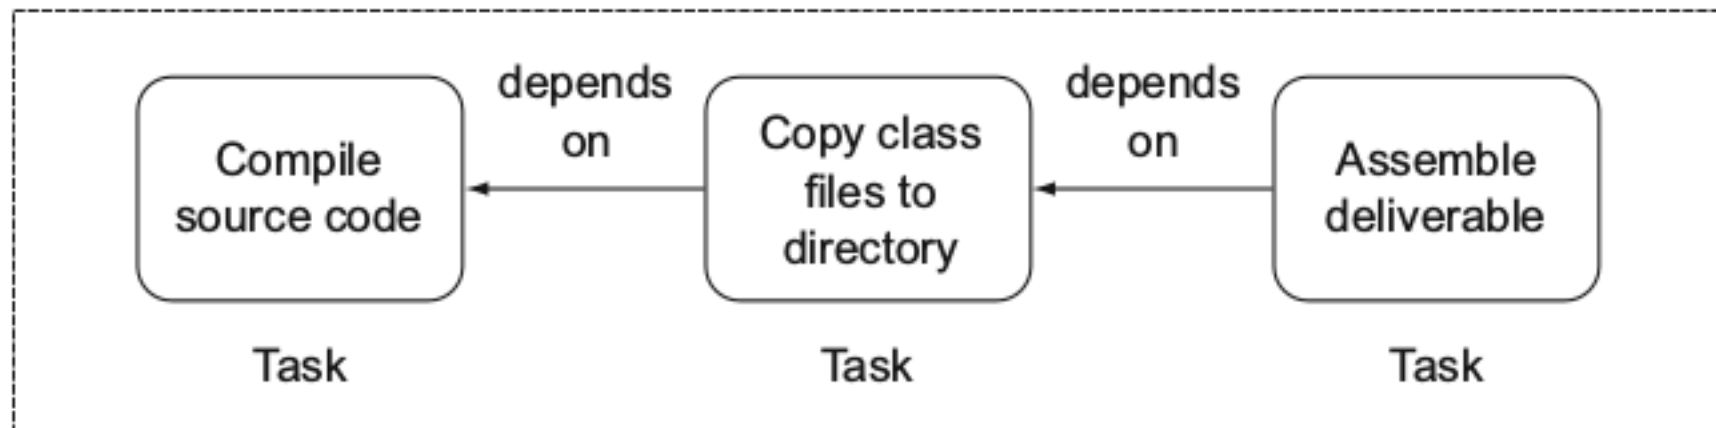 Compile
source code
depends
on
Copy class
files to
directory
depends
on
Assemble
deliverable
Task
Task
Task